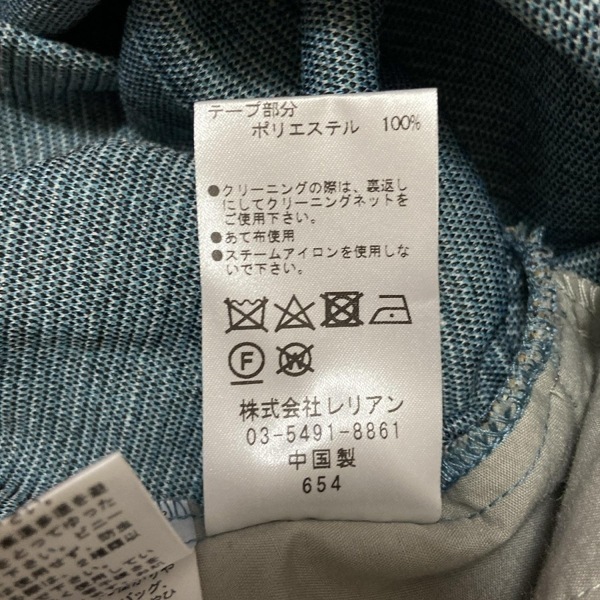 テープ部分
ポリエステル 100%
●クリーニングの際は、裏返し
にしてクリーニングネットを
ご使用下さい。
●あて布使用
●スチームアイロンを使用しな
いで下さい。
F W
株式会社レリアン
03-5491-8861
中国製
654